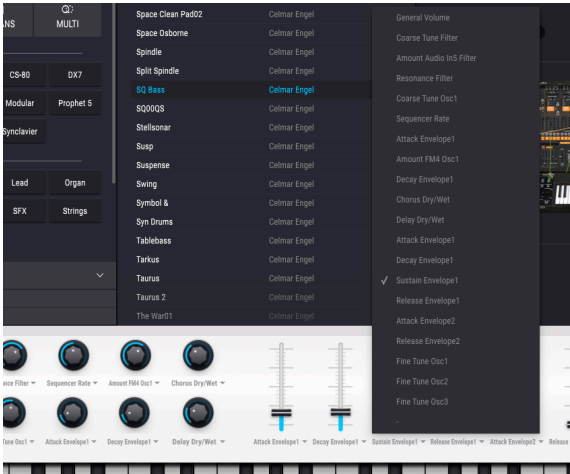 ANS
MULTI
CS-80
DX7
Modular
Prophet 5
Synclavier
Lead
Organ
SFX
Strings
Space Clean Pad02 Celmar Engel
Space Osborne Celmar Engel
Spindle Celmar Engel
Split Spindle Celmar Engel
SQ Bass Celmar Engel
SQ00QS Celmar Engel
Stellsonar Celmar Engel
Susp Celmar Engel
Suspense Celmar Engel
Swing Celmar Engel
Symbol & Celmar Engel
Syn Drums Celmar Engel
Tablebass Celmar Engel
Tarkus Celmar Engel
Taurus Celmar Engel
Taurus 2 Celmar Engel
The War01 Celmar Engel
General Volume
Coarse Tune Filter
Amount Audio In5 Filter
Resonance Filter
Coarse Tune Osc1
Sequencer Rate
Attack Envelope1
Amount FM4 Osc1
Decay Envelope1
Chorus Dry/Wet
Delay Dry/Wet
Attack Envelope1
Decay Envelope1
✓ Sustain Envelope1
Release Envelope1
Attack Envelope2
Release Envelope2
Fine Tune Osc1
Fine Tune Osc2
Fine Tune Osc3
-
nce Filter Sequencer Rate Amount FM4 Osc1 Chorus Dry/Wet
Tune Osc1 Attack Envelope1 Decay Envelope1 Delay Dry/Wet Attack Envelope1 Decay Envelope1 Sustain Envelope1 Release Envelope1 Attack Envelope2 Release